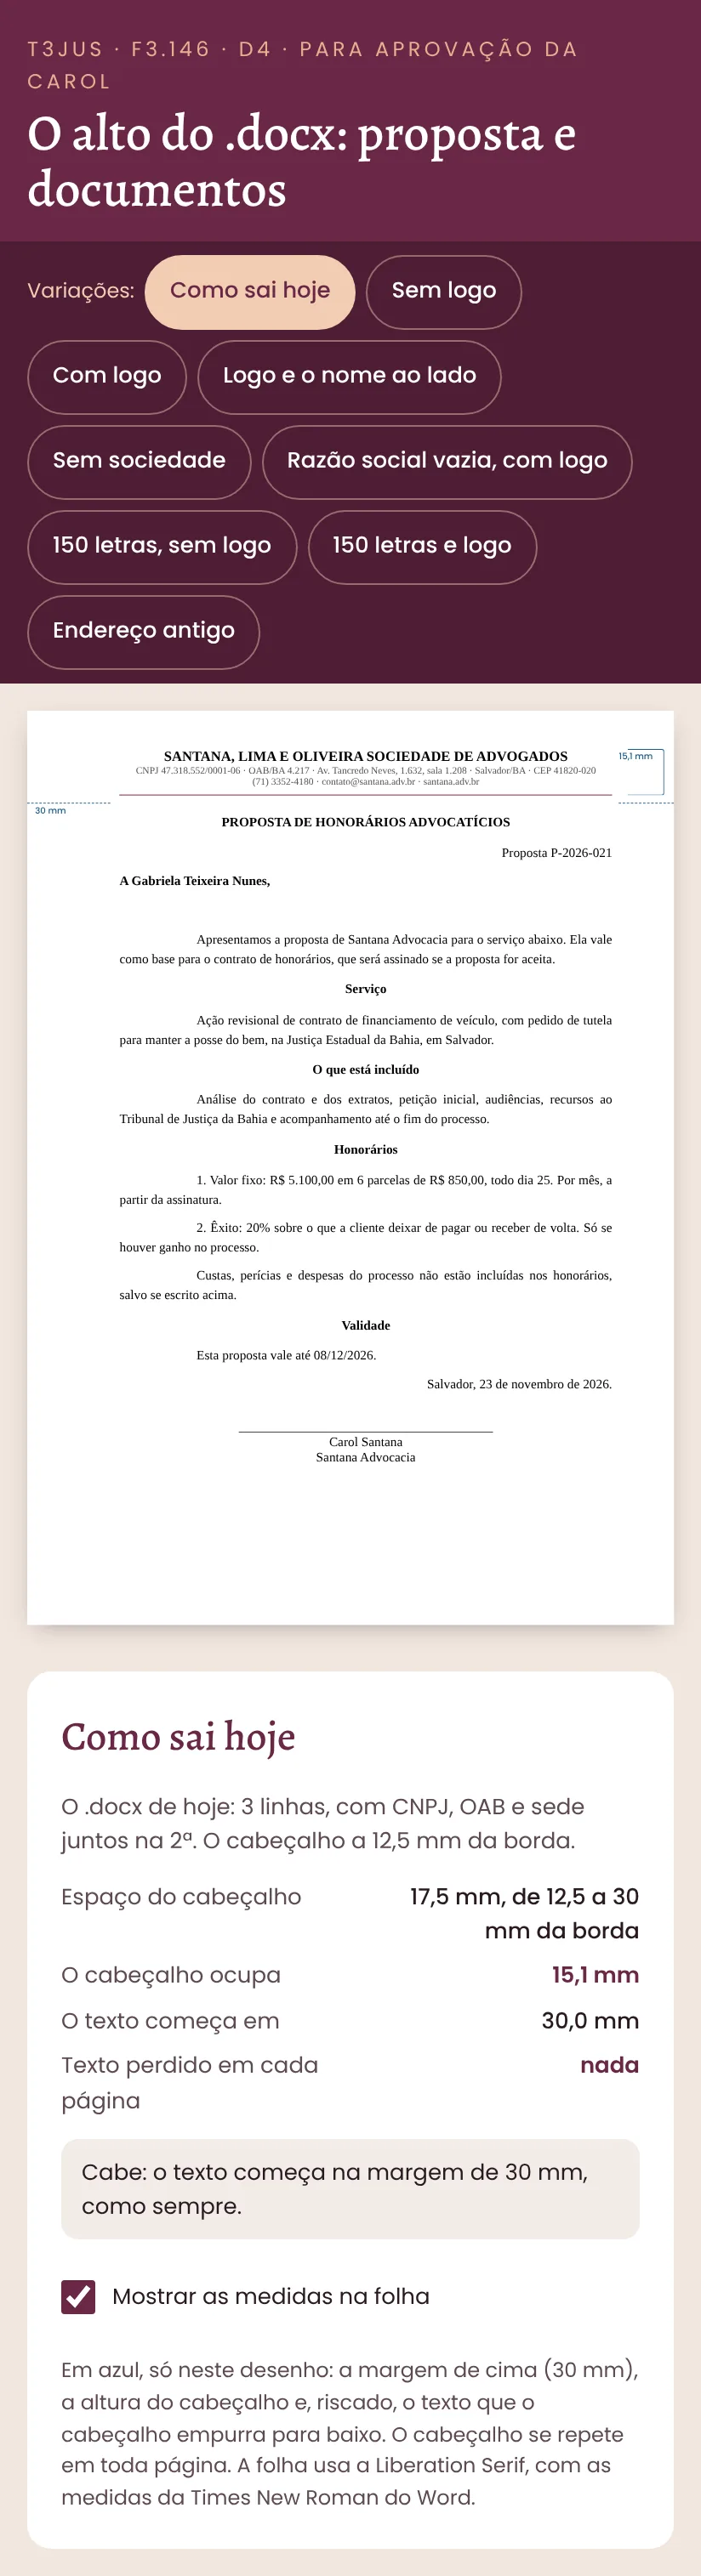 T3JUS · F3.146 · D4 · PARA APROVAÇÃO DA
CAROL
O alto do .docx: proposta e
documentos
Variações:
Como sai hoje
Sem logo
Com logo
Logo e o nome ao lado
Sem sociedade
Razão social vazia, com logo
150 letras, sem logo
150 letras e logo
Endereço antigo
SANTANA, LIMA E OLIVEIRA SOCIEDADE DE ADVOGADOS
15,1 mm
CNPJ 47.318.552/0001-06 · OAB/BA 4.217 · Av. Tancredo Neves, 1.632, sala 1.208 · Salvador/BA · CEP 41820-020
(71) 3352-4180 · contato@santana.adv.br · santana.adv.br
30 mm
PROPOSTA DE HONORÁRIOS ADVOCATÍCIOS
Proposta P-2026-021
A Gabriela Teixeira Nunes,
Apresentamos a proposta de Santana Advocacia para o serviço abaixo. Ela vale
como base para o contrato de honorários, que será assinado se a proposta for aceita.
Serviço
Ação revisional de contrato de financiamento de veículo, com pedido de tutela
para manter a posse do bem, na Justiça Estadual da Bahia, em Salvador.
O que está incluído
Análise do contrato e dos extratos, petição inicial, audiências, recursos ao
Tribunal de Justiça da Bahia e acompanhamento até o fim do processo.
Honorários
1. Valor fixo: R$ 5.100,00 em 6 parcelas de R$ 850,00, todo dia 25. Por mês, a
partir da assinatura.
2. Êxito: 20% sobre o que a cliente deixar de pagar ou receber de volta. Só se
houver ganho no processo.
Custas, perícias e despesas do processo não estão incluídas nos honorários,
salvo se escrito acima.
Validade
Esta proposta vale até 08/12/2026.
Salvador, 23 de novembro de 2026.
Carol Santana
Santana Advocacia
Como sai hoje
O .docx de hoje: 3 linhas, com CNPJ, OAB e sede
juntos na 2ª. O cabeçalho a 12,5 mm da borda.
Espaço do cabeçalho
17,5 mm, de 12,5 a 30
mm da borda
O cabeçalho ocupa
15,1 mm
O texto começa em
30,0 mm
Texto perdido em cada
página
nada
Cabe: o texto começa na margem de 30 mm,
como sempre.
Mostrar as medidas na folha
Em azul, só neste desenho: a margem de cima (30 mm),
a altura do cabeçalho e, riscado, o texto que o
cabeçalho empurra para baixo. O cabeçalho se repete
em toda página. A folha usa a Liberation Serif, com as
medidas da Times New Roman do Word.